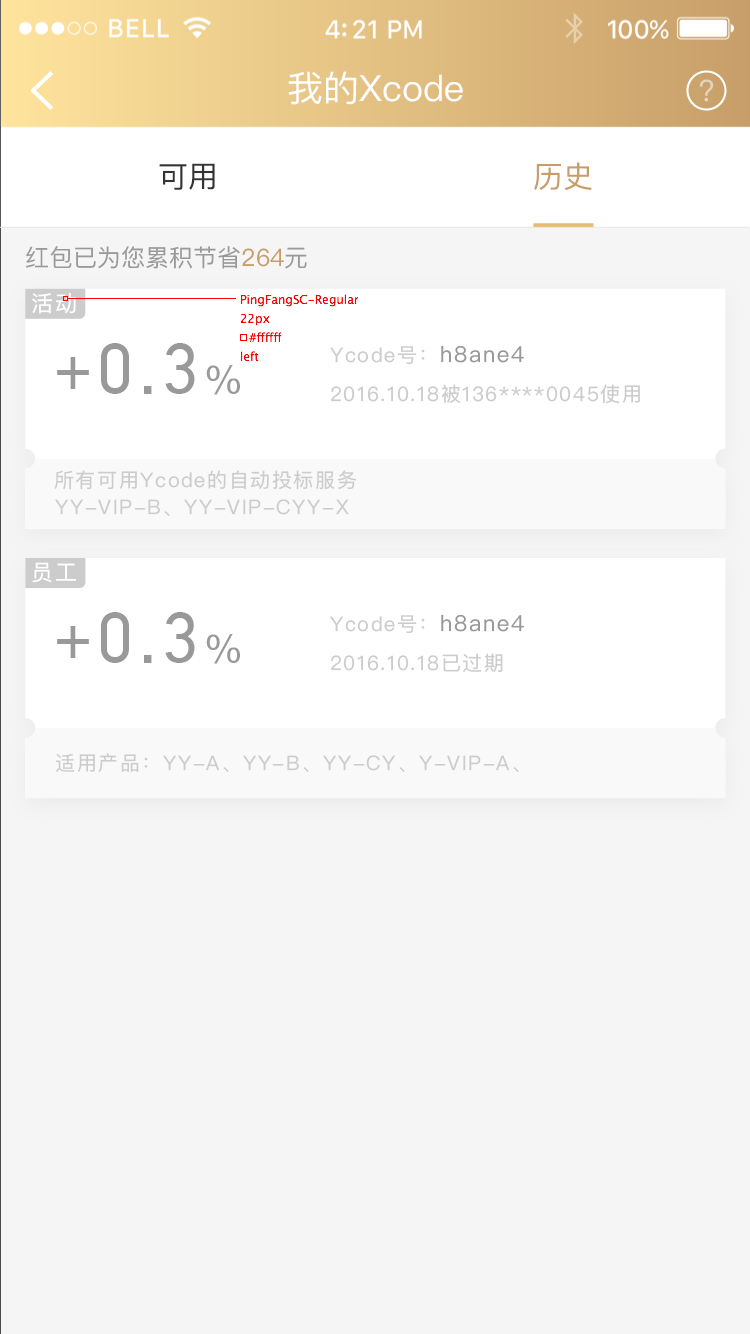 BELL 4:21 PM 100%
我的Xcode ?
可用 历史
红包已为您累积节省264元
活动 PingFangSC-Regular
22px
#ffffff
left
+0.3% Ycode号：h8ane4
2016.10.18被136****0045使用
所有可用Ycode的自动投标服务
YY-VIP-B、YY-VIP-CYY-X
员工
+0.3% Ycode号：h8ane4
2016.10.18已过期
适用产品：YY-A、YY-B、YY-CY、Y-VIP-A、